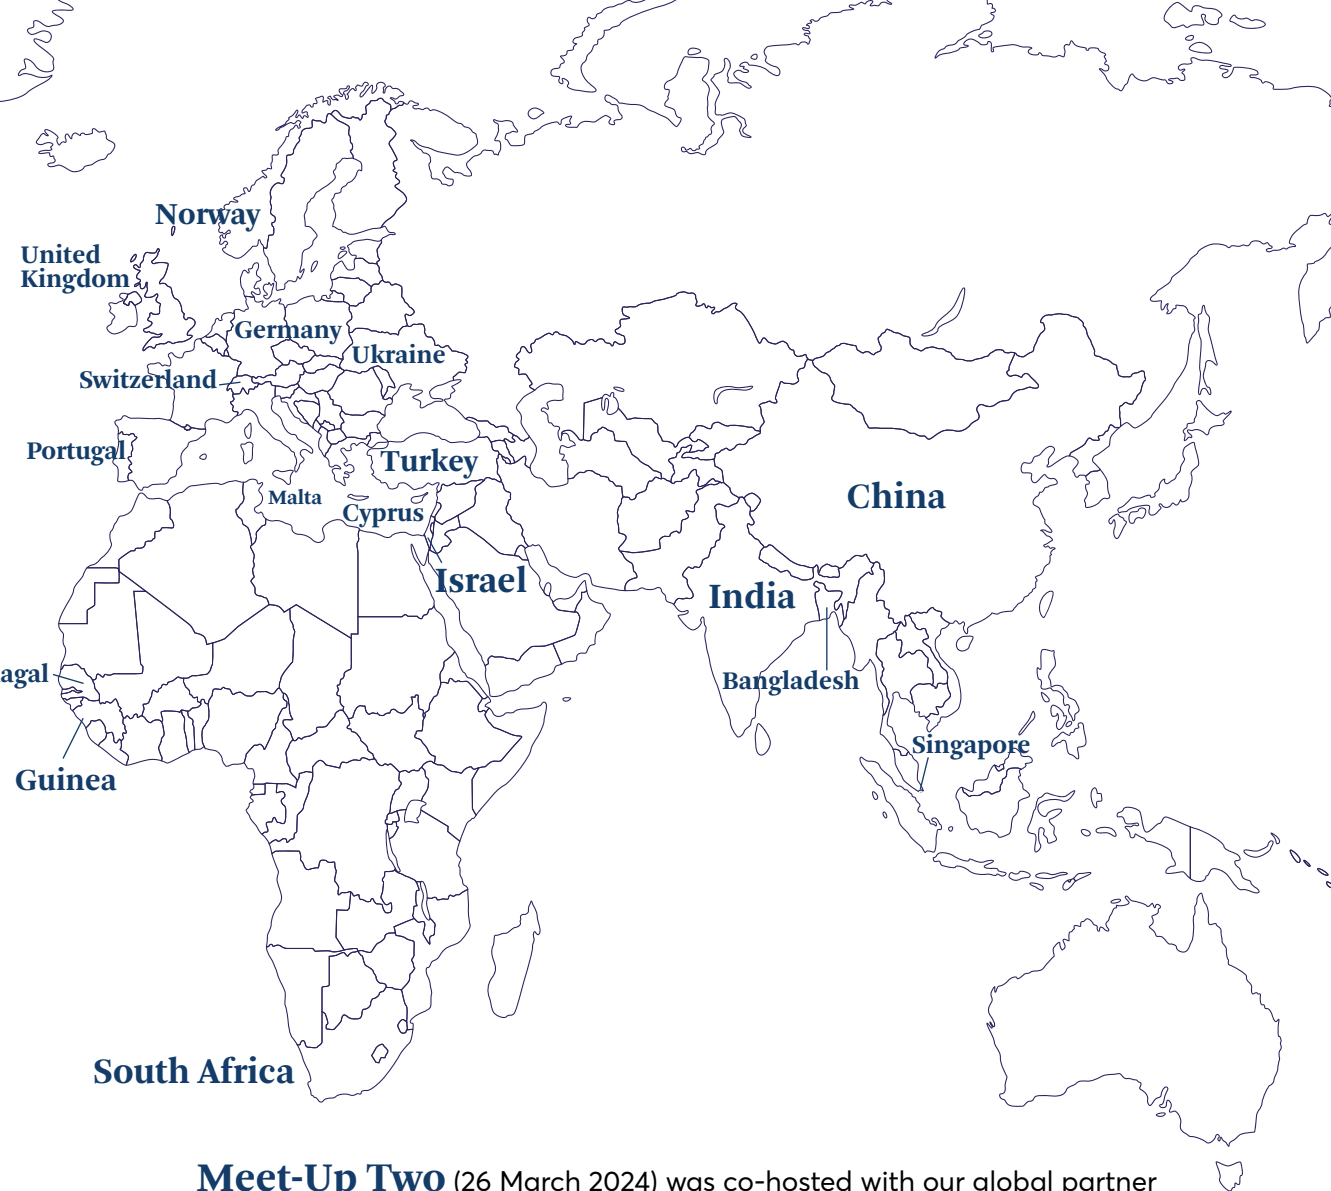 Norway
United
Kingdom
Germany
Ukraine
Switzerland
Portugal
Turkey
Malta
Cyprus
China
Israel
India
agal
Bangladesh
Singapore
Guinea
South Africa
Meet-Up Two (26 March 2024) was co-hosted with our global partner